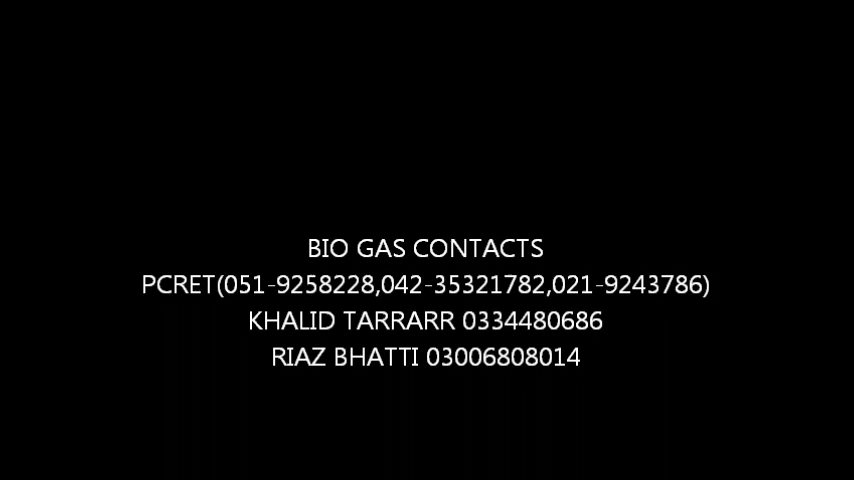 BIO GAS CONTACTS
PCRET(051-9258228,042-35321782,021-9243786)
KHALID TARRARR 0334480686
RIAZ BHATTI 03006808014